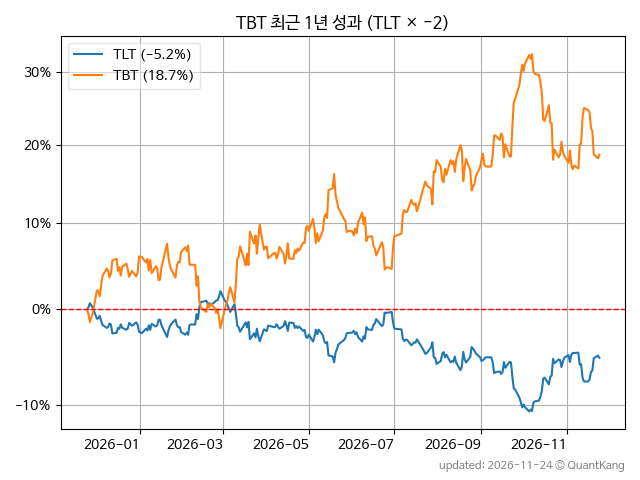 TBT 최근 1년 성과 (TLT × −2)
TLT (−5.2%)
TBT (18.7%)
30%
20%
10%
0%
−10%
2026-01
2026-03
2026-05
2026-07
2026-09
2026-11
updated: 2026-11-24 © QuantKang